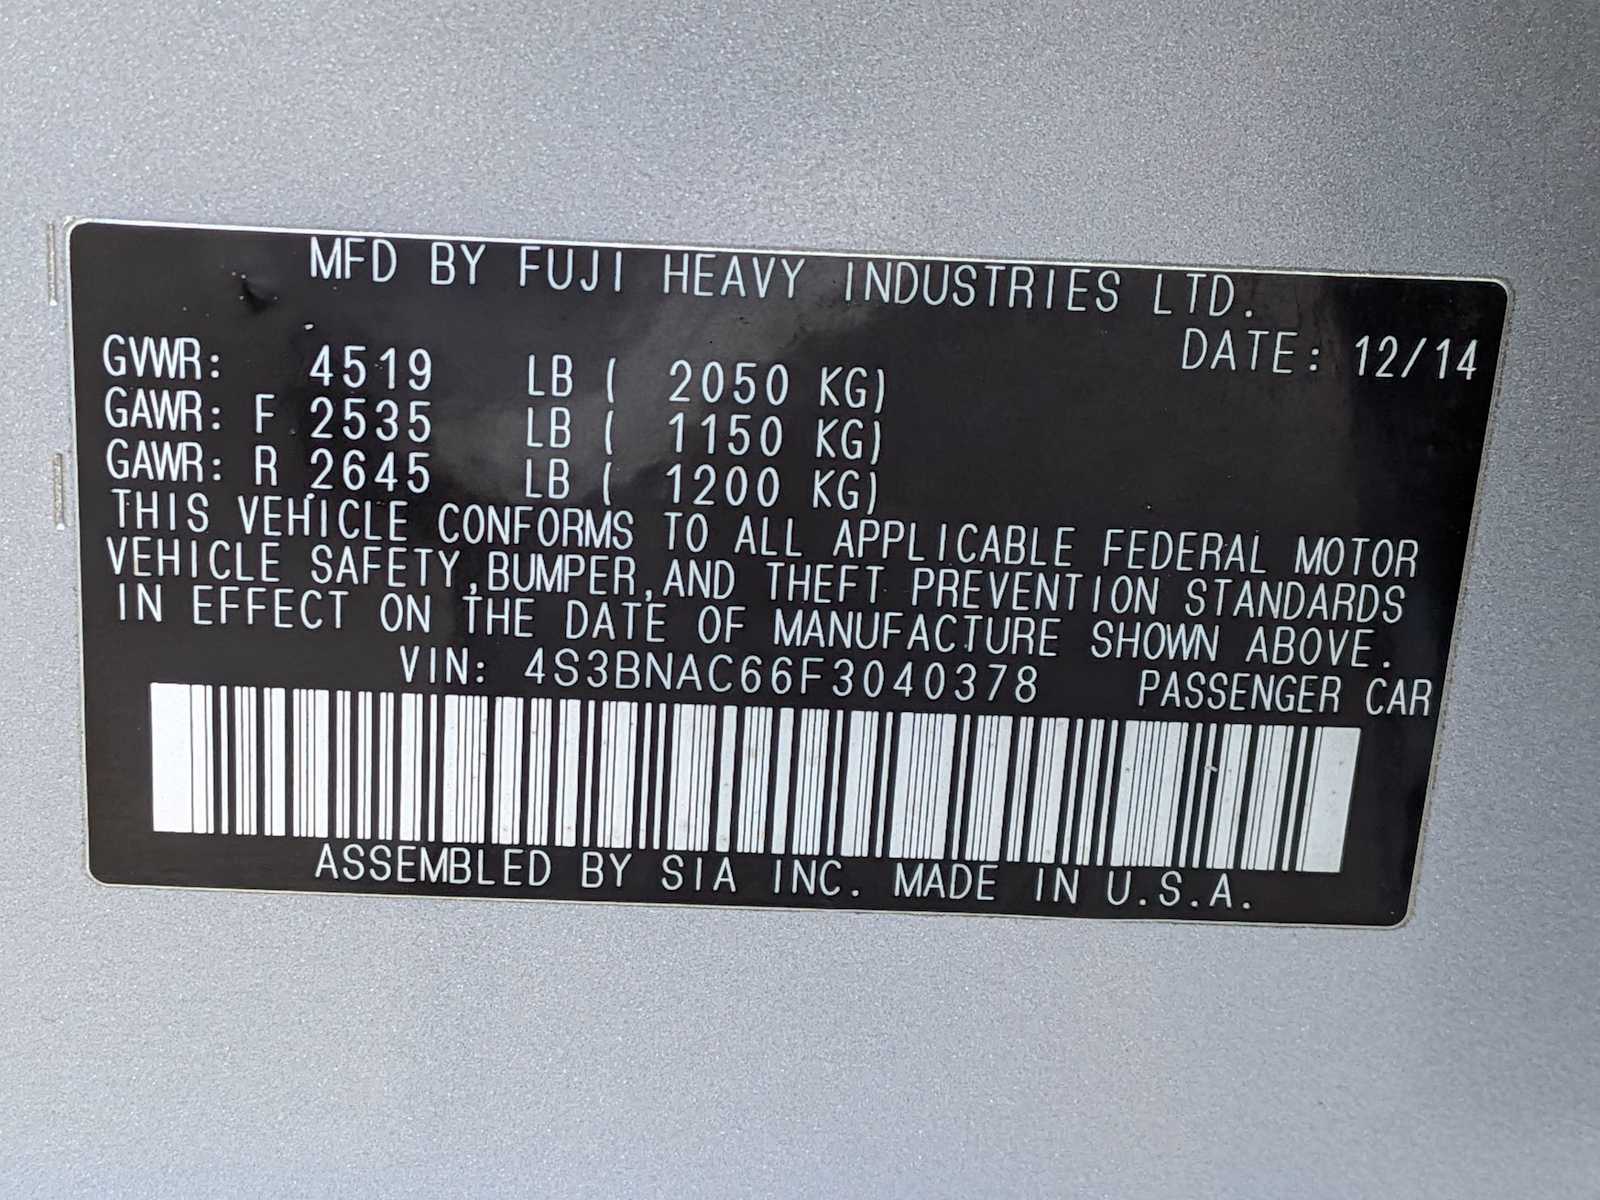 MFD BY FUJI HEAVY INDUSTRIES LTD.
DATE: 12/14
GVWR: 4519 LB ( 2050 KG)
GAWR: F 2535 LB ( 1150 KG)
GAWR: R 2645 LB ( 1200 KG)
THIS VEHICLE CONFORMS TO ALL APPLICABLE FEDERAL MOTOR
VEHICLE SAFETY,BUMPER,AND THEFT PREVENTION STANDARDS
IN EFFECT ON THE DATE OF MANUFACTURE SHOWN ABOVE.
VIN: 4S3BNAC66F3040378 PASSENGER CAR
ASSEMBLED BY SIA INC. MADE IN U.S.A.